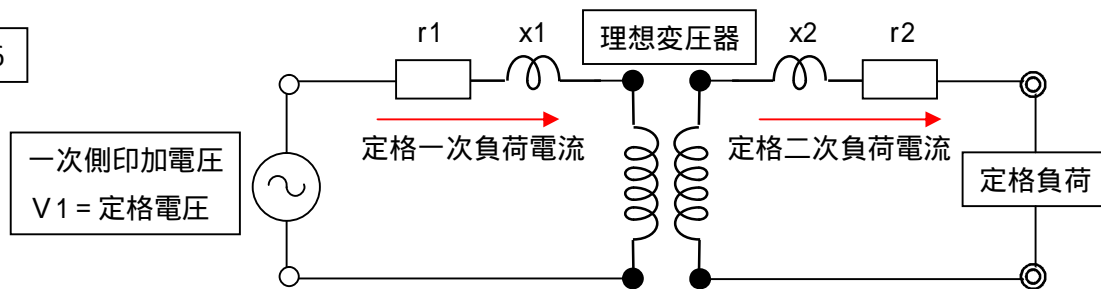 r1
x1
理想変圧器
x2
r2
定格一次負荷電流
定格二次負荷電流
一次側印加電圧
V1 = 定格電圧
定格負荷